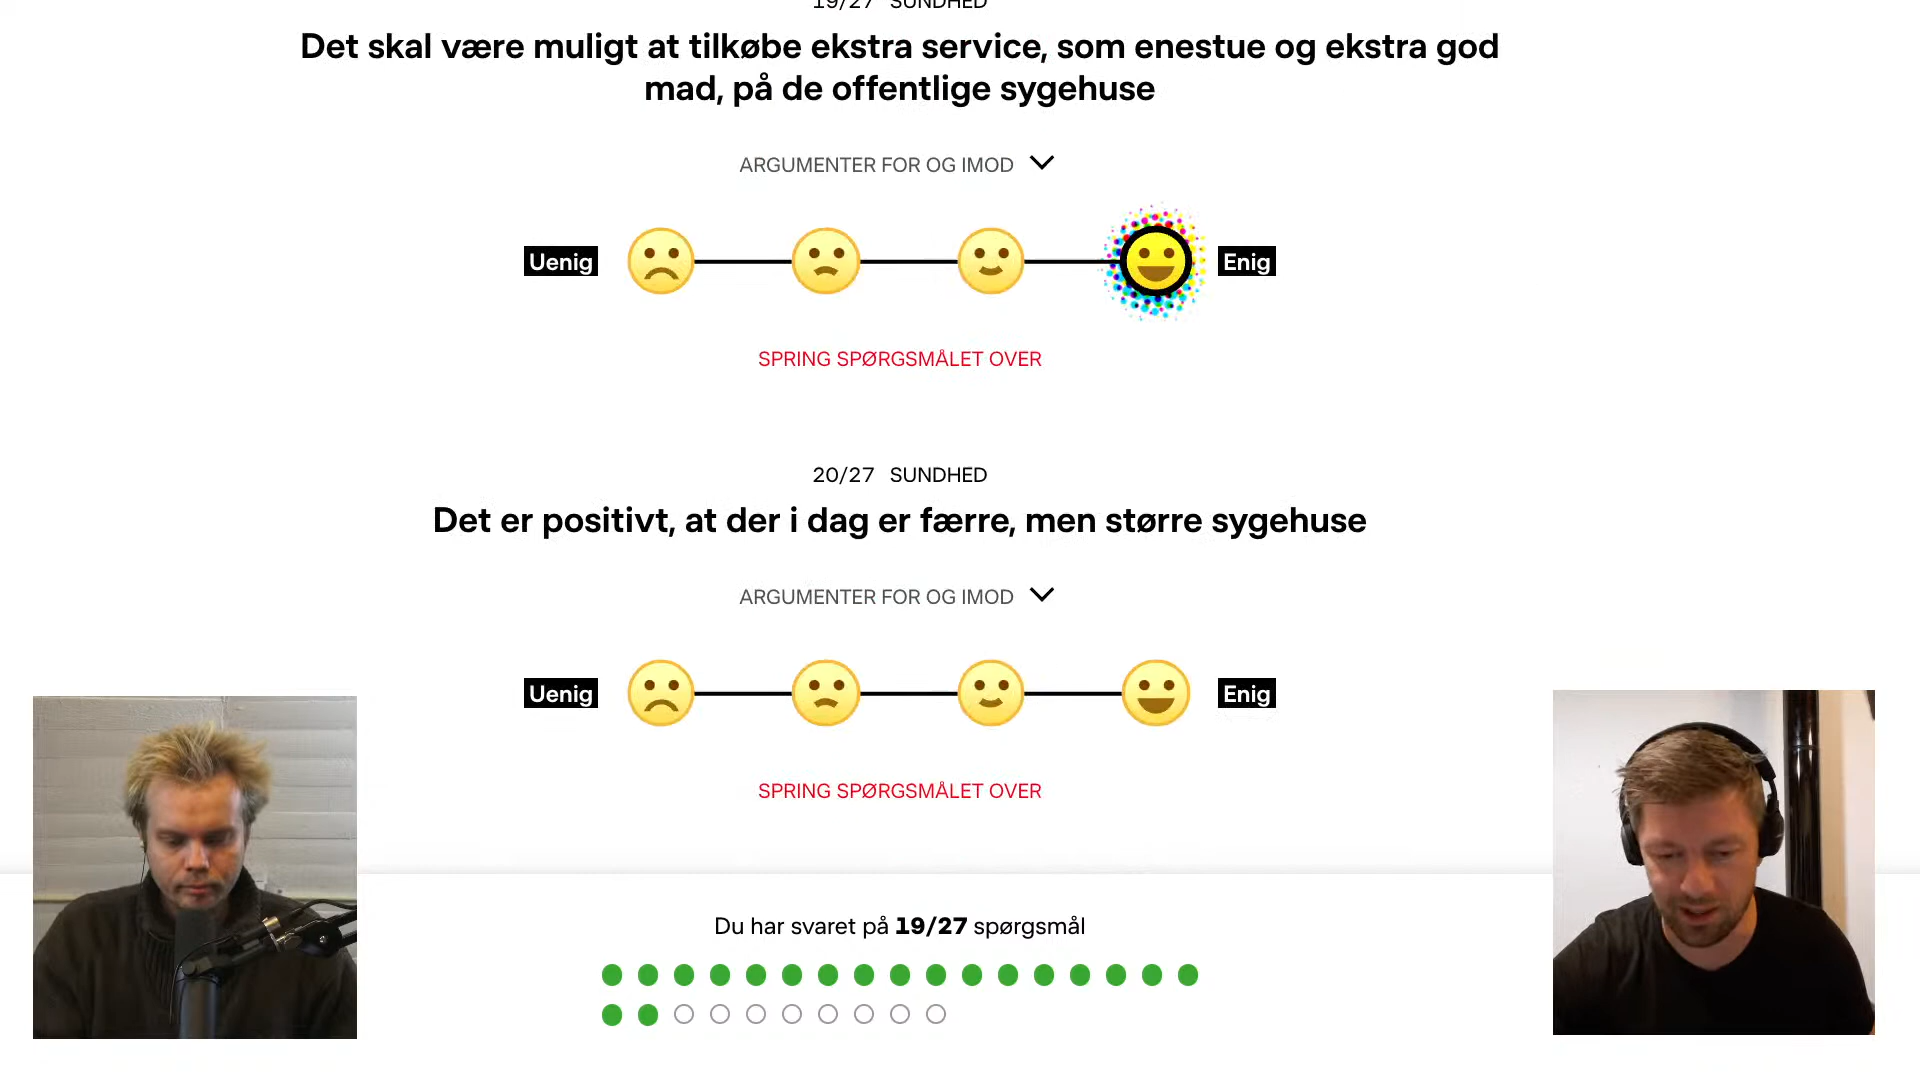 19/27 SUNDHED
Det skal være muligt at tilkøbe ekstra service, som enestue og ekstra god
mad, på de offentlige sygehuse
ARGUMENTER FOR OG IMOD
Uenig
Enig
SPRING SPØRGSMÅLET OVER
20/27 SUNDHED
Det er positivt, at der i dag er færre, men større sygehuse
ARGUMENTER FOR OG IMOD
Uenig
Enig
SPRING SPØRGSMÅLET OVER
Du har svaret på 19/27 spørgsmål